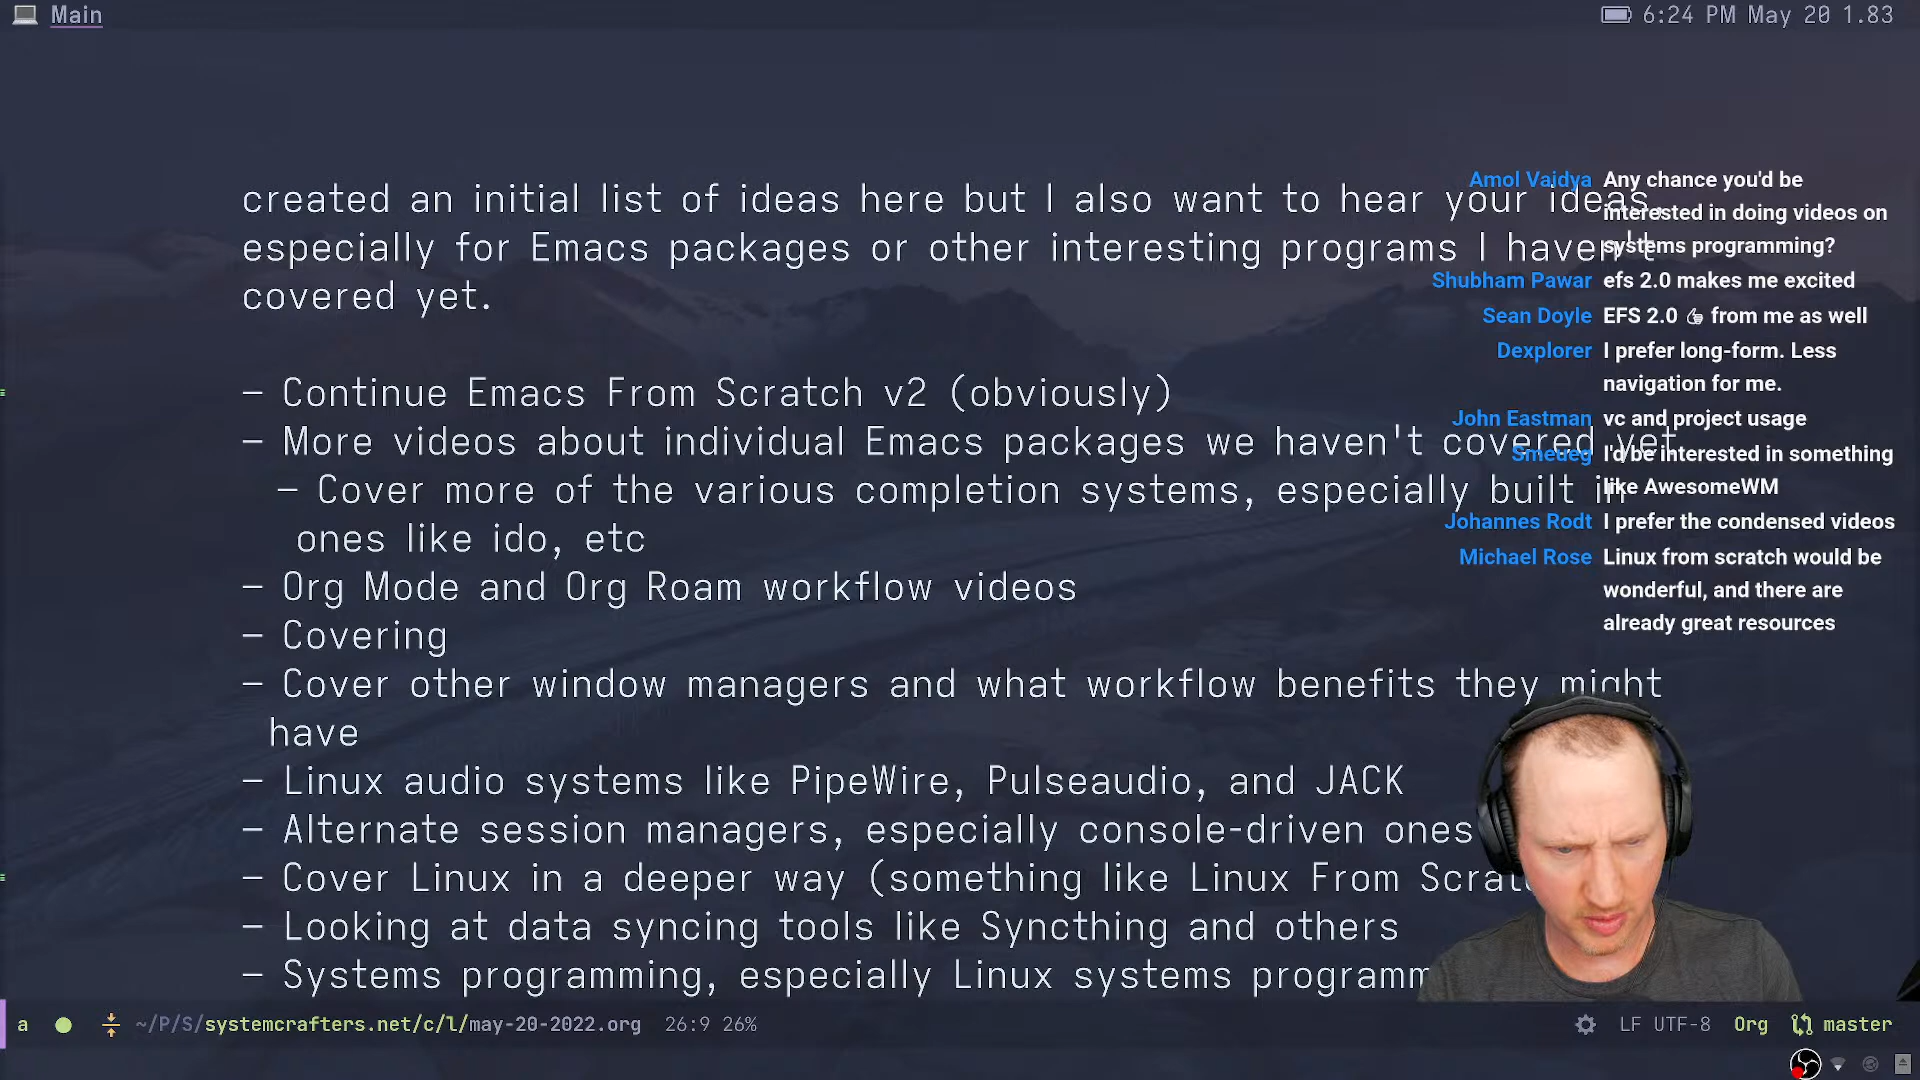 Main
6:24 PM May 20 1.83
created an initial list of ideas here but I also want to hear your ideas,
especially for Emacs packages or other interesting programs I haven't
covered yet.
- Continue Emacs From Scratch v2 (obviously)
- More videos about individual Emacs packages we haven't covered yet
- Cover more of the various completion systems, especially built in
ones like ido, etc
- Org Mode and Org Roam workflow videos
- Covering
- Cover other window managers and what workflow benefits they might
have
- Linux audio systems like PipeWire, Pulseaudio, and JACK
- Alternate session managers, especially console-driven ones
- Cover Linux in a deeper way (something like Linux From
- Looking at data syncing tools like Syncthing and others
- Systems programming, especially Linux systems
Amol Vaidya Any chance you'd be
interested in doing videos on
systems programming?
Shubham Pawar efs 2.0 makes me excited
Sean Doyle EFS 2.0 👍 from me as well
Dexplorer I prefer long-form. Less
navigation for me.
John Eastman vc and project usage
Smedeg I'd be interested in something
like AwesomeWM
Johannes Rodt I prefer the condensed videos
Michael Rose Linux from scratch would be
wonderful, and there are
already great resources
a ~/P/S/systemcrafters.net/c/l/may-20-2022.org 26:9 26%
LF UTF-8 Org master